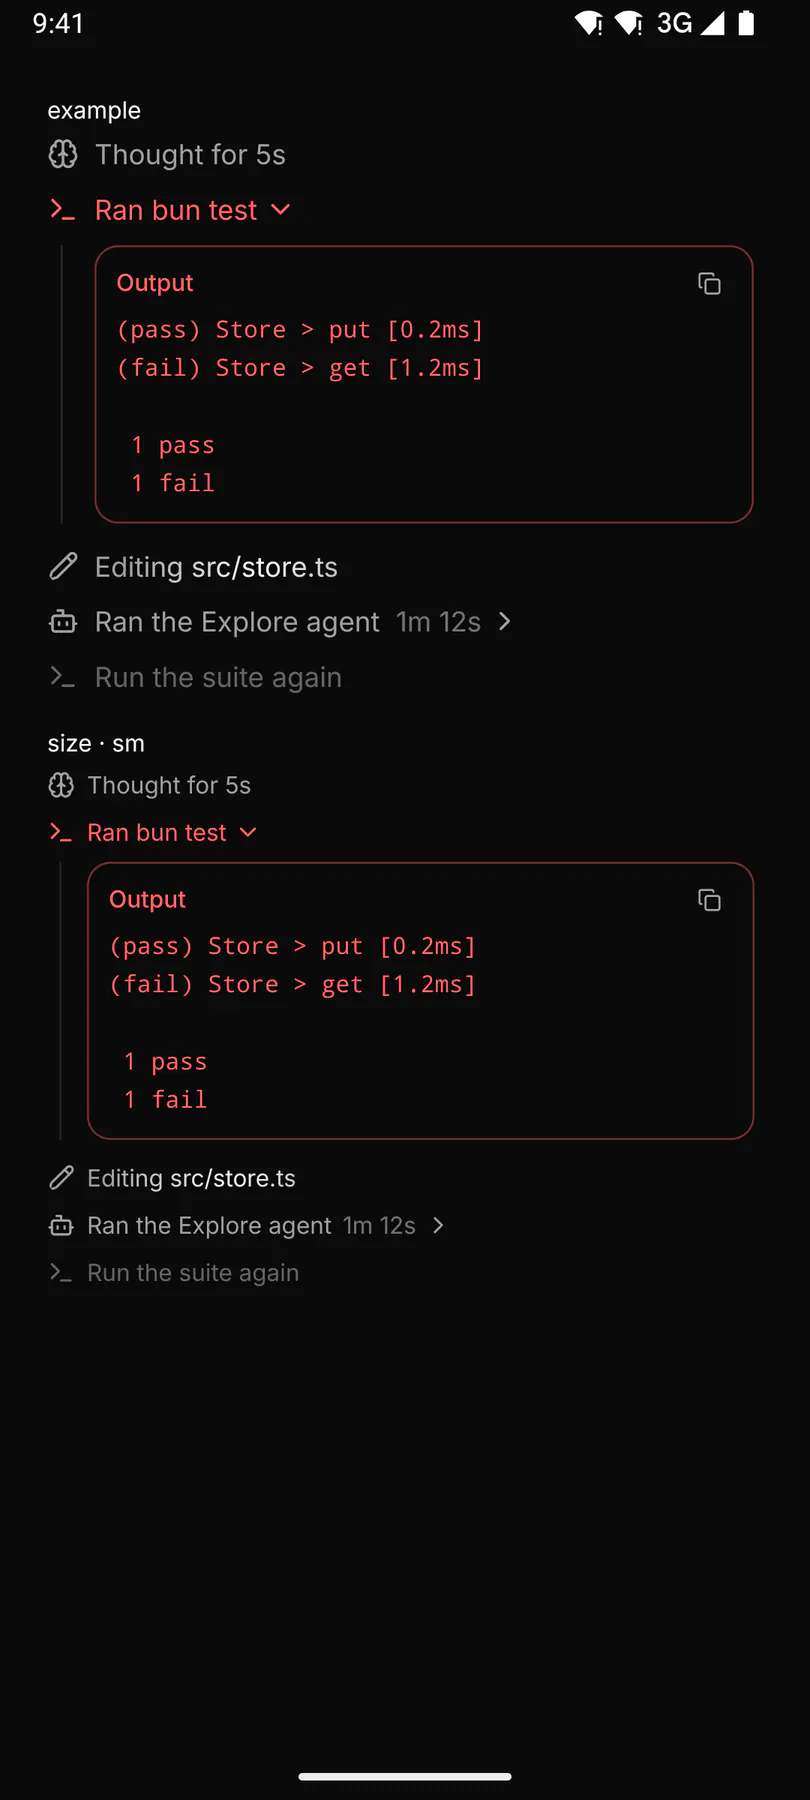 9:41
3G
example
Thought for 5s
Ran bun test
Output
(pass) Store > put [0.2ms]
(fail) Store > get [1.2ms]
1 pass
1 fail
Editing src/store.ts
Ran the Explore agent 1m 12s
Run the suite again
size · sm
Thought for 5s
Ran bun test
Output
(pass) Store > put [0.2ms]
(fail) Store > get [1.2ms]
1 pass
1 fail
Editing src/store.ts
Ran the Explore agent 1m 12s
Run the suite again